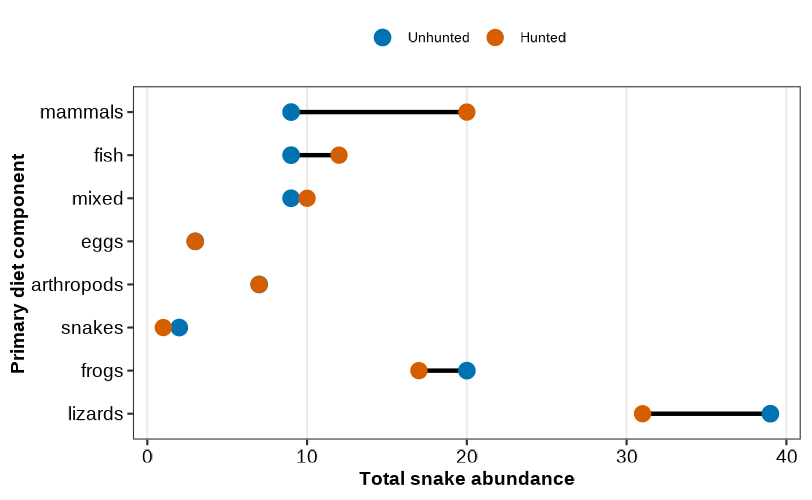 Unhunted Hunted
mammals
fish
mixed
eggs
arthropods
snakes
frogs
lizards
Primary diet component
0 10 20 30 40
Total snake abundance